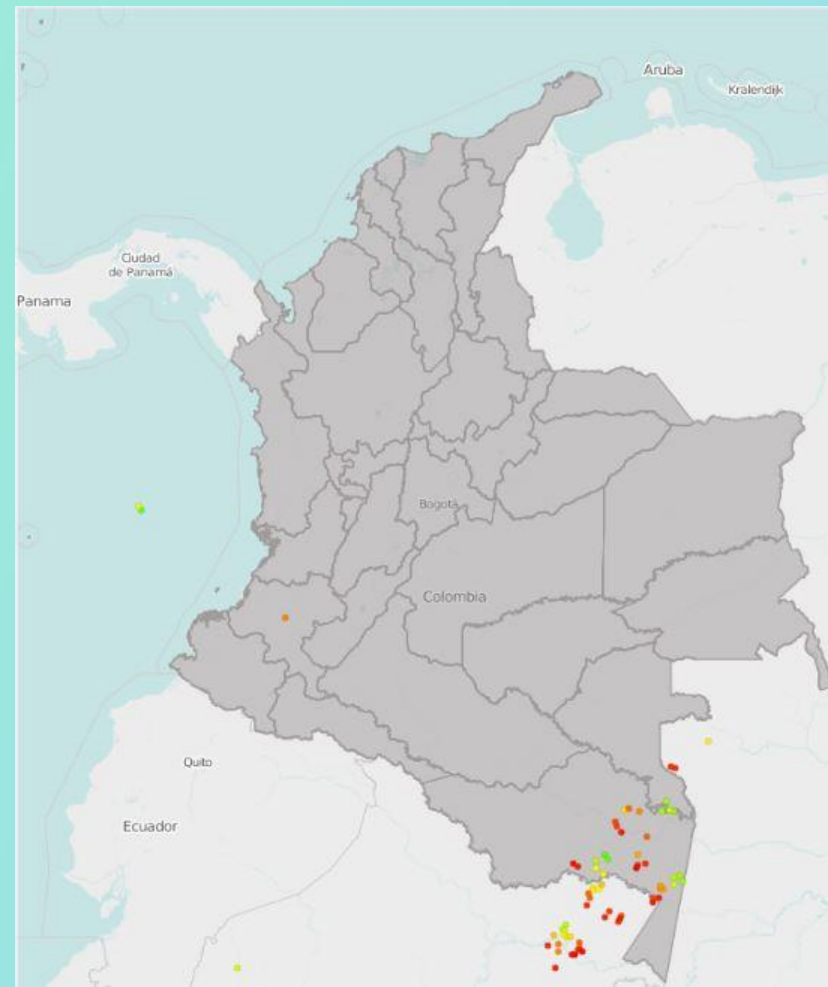 Aruba
Kralendijk
Ciudad
de Panamá
Panama
Bogotá
Colombia
Quito
Ecuador